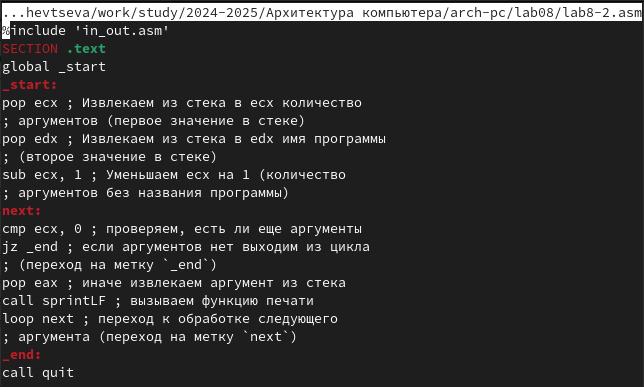 ...hevtseva/work/study/2024-2025/Архитектура компьютера/arch-pc/lab08/lab8-2.asm
%include 'in_out.asm'
SECTION .text
global _start
_start:
pop ecx ; Извлекаем из стека в ecx количество
; аргументов (первое значение в стеке)
pop edx ; Извлекаем из стека в edx имя программы
; (второе значение в стеке)
sub ecx, 1 ; Уменьшаем ecx на 1 (количество
; аргументов без названия программы)
next:
cmp ecx, 0 ; проверяем, есть ли еще аргументы
jz _end ; если аргументов нет выходим из цикла
; (переход на метку `_end`)
pop eax ; иначе извлекаем аргумент из стека
call sprintLF ; вызываем функцию печати
loop next ; переход к обработке следующего
; аргумента (переход на метку `next`)
_end:
call quit